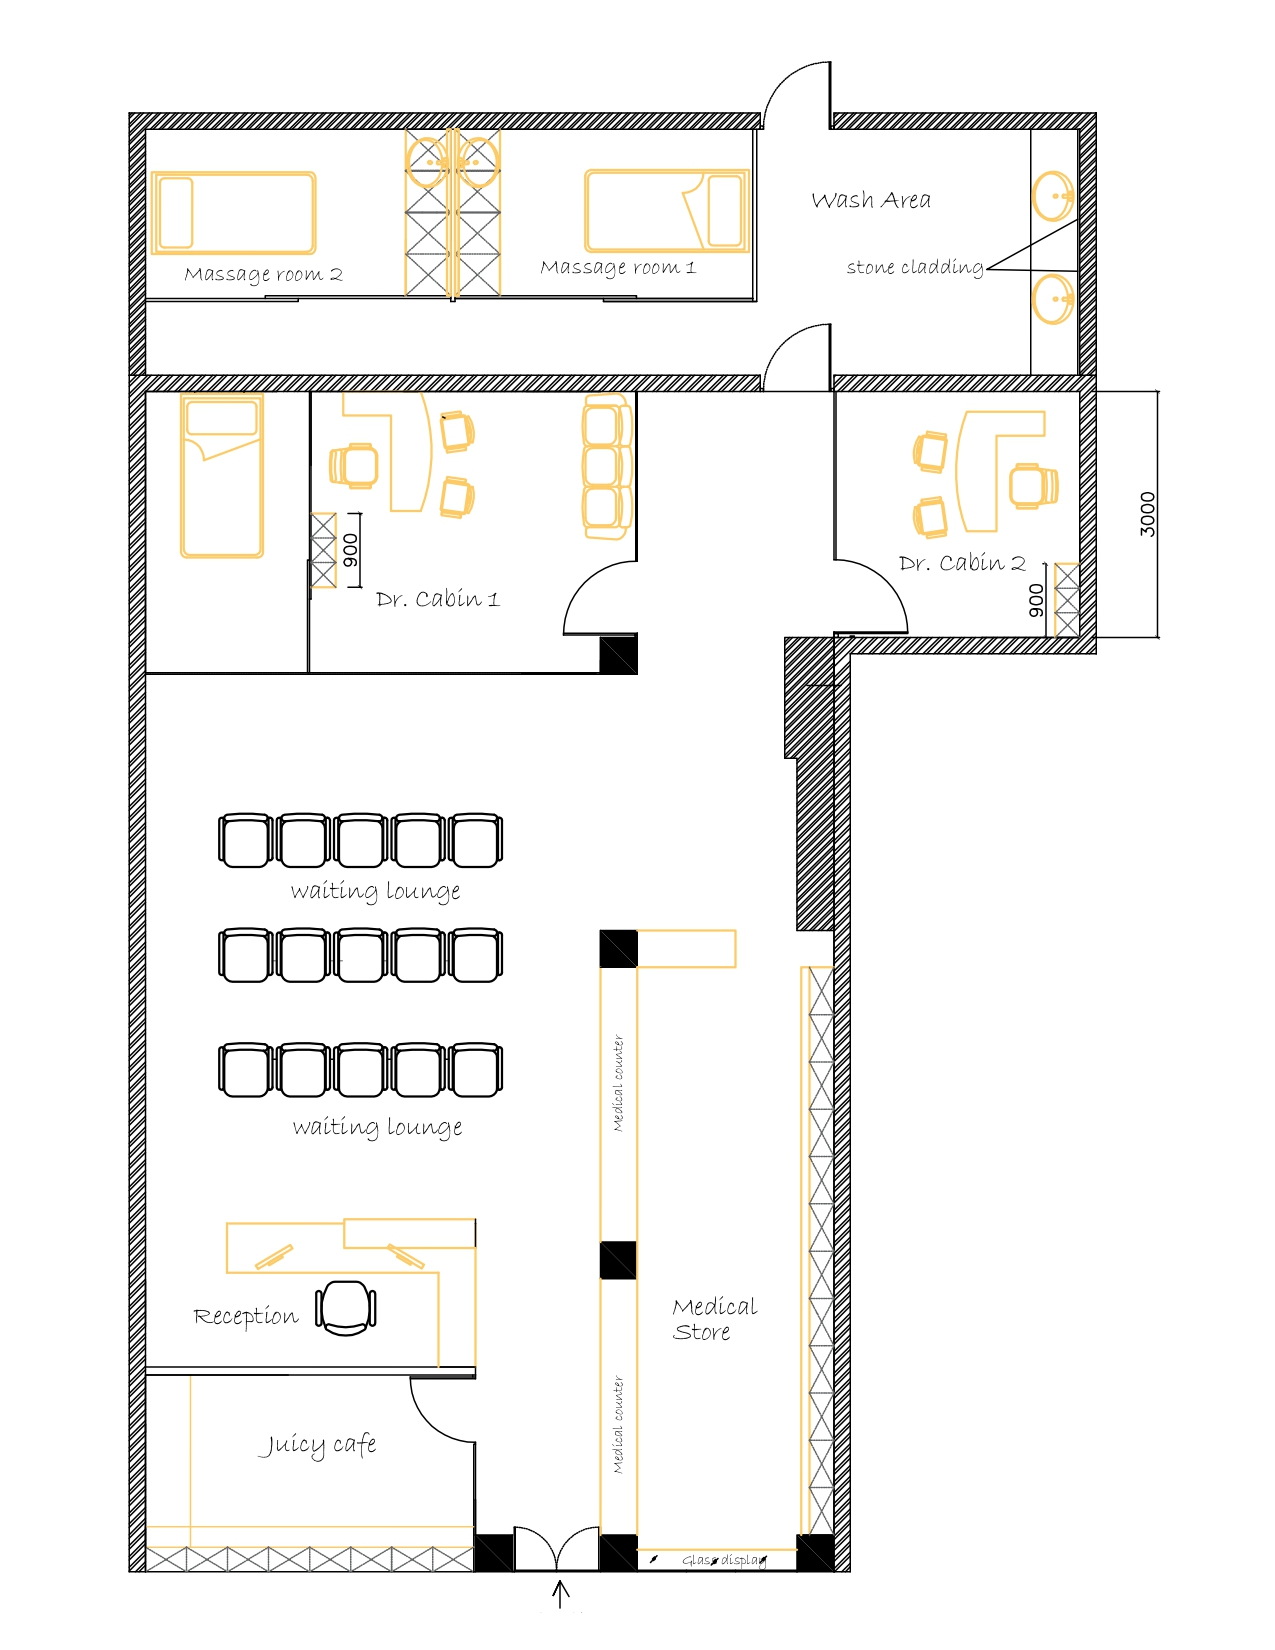 Wash Area
stone cladding
Massage room 2
Massage room 1
3000
900
Dr. Cabin 1
Dr. Cabin 2
900
waiting lounge
waiting lounge
Medical counter
Reception
Medical
Store
Medical counter
Juicy cafe
Glass display